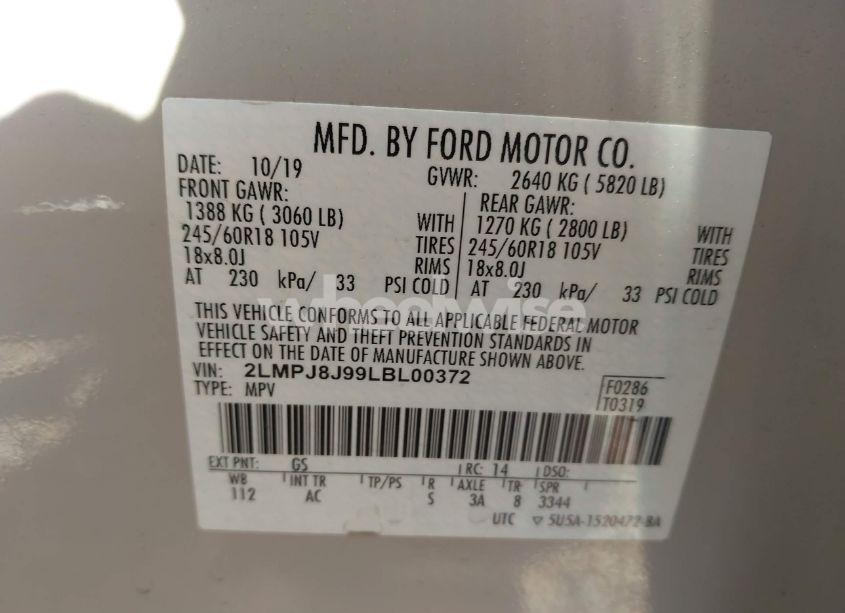 MFD. BY FORD MOTOR CO.
DATE: 10/19 GVWR: 2640 KG ( 5820 LB)
FRONT GAWR: REAR GAWR:
1388 KG ( 3060 LB) WITH 1270 KG ( 2800 LB) WITH
245/60R18 105V TIRES 245/60R18 105V TIRES
18x8.0J RIMS 18x8.0J RIMS
AT 230 kPa/ 33 PSI COLD AT 230 kPa/ 33 PSI COLD
wheelwise
THIS VEHICLE CONFORMS TO ALL APPLICABLE FEDERAL MOTOR
VEHICLE SAFETY AND THEFT PREVENTION STANDARDS IN
EFFECT ON THE DATE OF MANUFACTURE SHOWN ABOVE.
VIN: 2LMPJ8J99LBL00372
TYPE: MPV
F0286
T0319
EXT PNT: GS RC: 14 DSO:
WB INT TR TP/PS R AXLE TR SPR
112 AC S 3A 8 3344
UTC ▽ 5U5A-1520472-BA